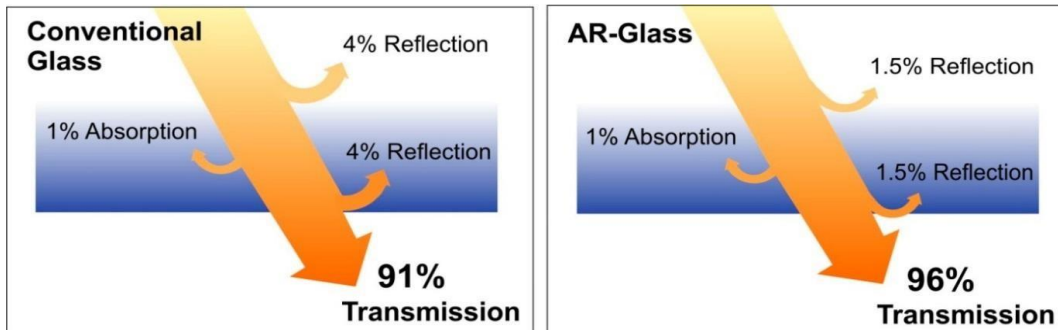 Conventional
Glass
4% Reflection
1% Absorption
4% Reflection
91%
Transmission
AR-Glass
1.5% Reflection
1% Absorption
1.5% Reflection
96%
Transmission